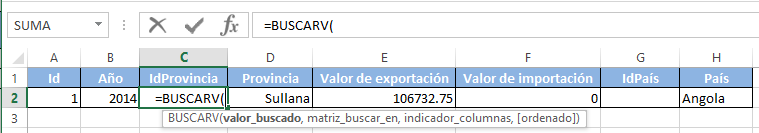 SUMA =BUSCARV(
A B C D E F G H
1 Id Año IdProvincia Provincia Valor de exportación Valor de importación IdPaís País
2 1 2014 =BUSCARV( Sullana 106732.75 0 Angola
3 BUSCARV(valor_buscado, matriz_buscar_en, indicador_columnas, [ordenado])